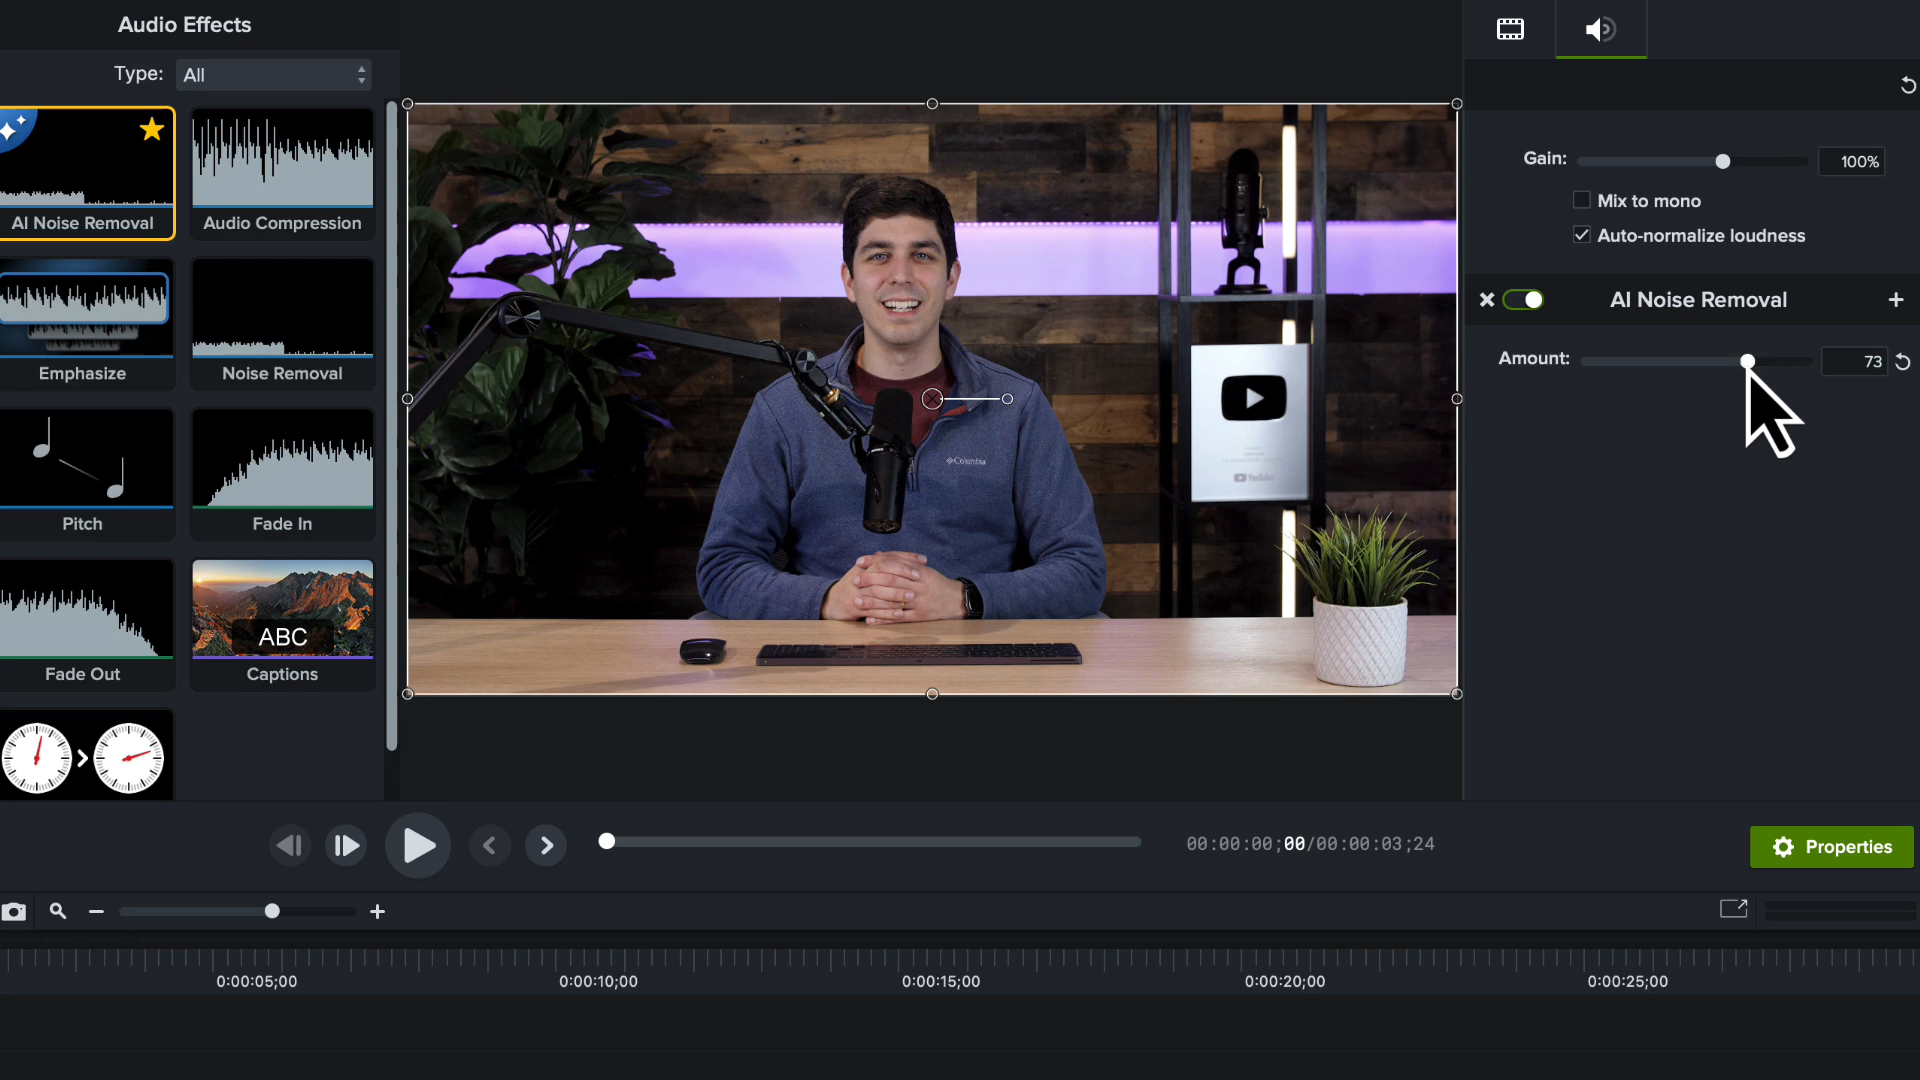 Audio Effects
Type: All
AI Noise Removal
Audio Compression
Emphasize
Noise Removal
Pitch
Fade In
Fade Out
ABC
Captions
Columbia
YouTube
Gain: 100%
Mix to mono
Auto-normalize loudness
AI Noise Removal
Amount: 73
00:00:00;00/00:00:03;24
Properties
0:00:05;00
0:00:10;00
0:00:15;00
0:00:20;00
0:00:25;00